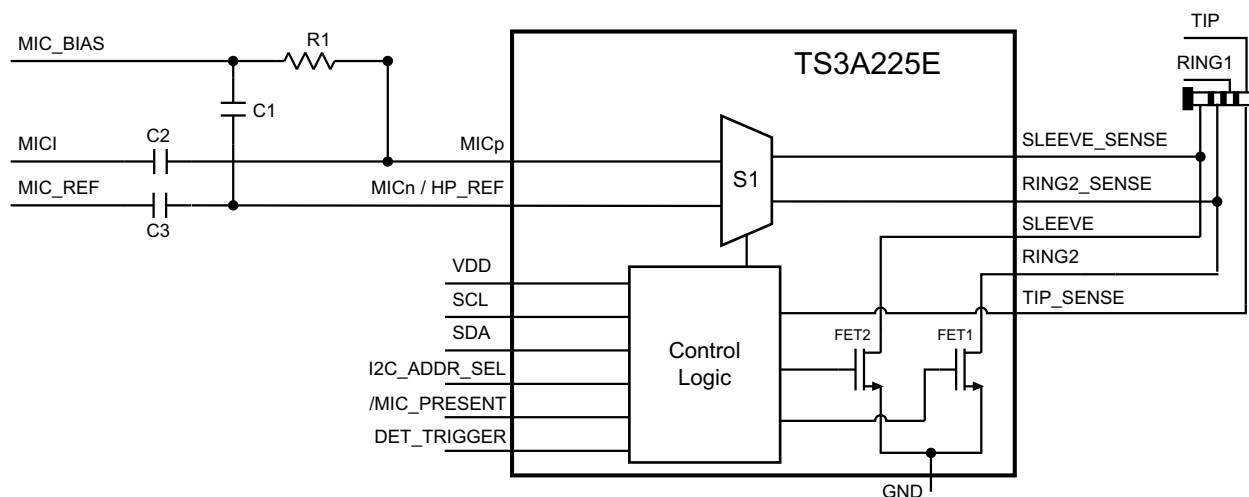 TIP
MIC_BIAS
R1
TS3A225E
RING1
C1
MICI
C2
MICp
SLEEVE_SENSE
MIC_REF
C3
MICn / HP_REF
S1
RING2_SENSE
SLEEVE
VDD
RING2
SCL
TIP_SENSE
SDA
Control
Logic
FET2
FET1
I2C_ADDR_SEL
/MIC_PRESENT
DET_TRIGGER
GND